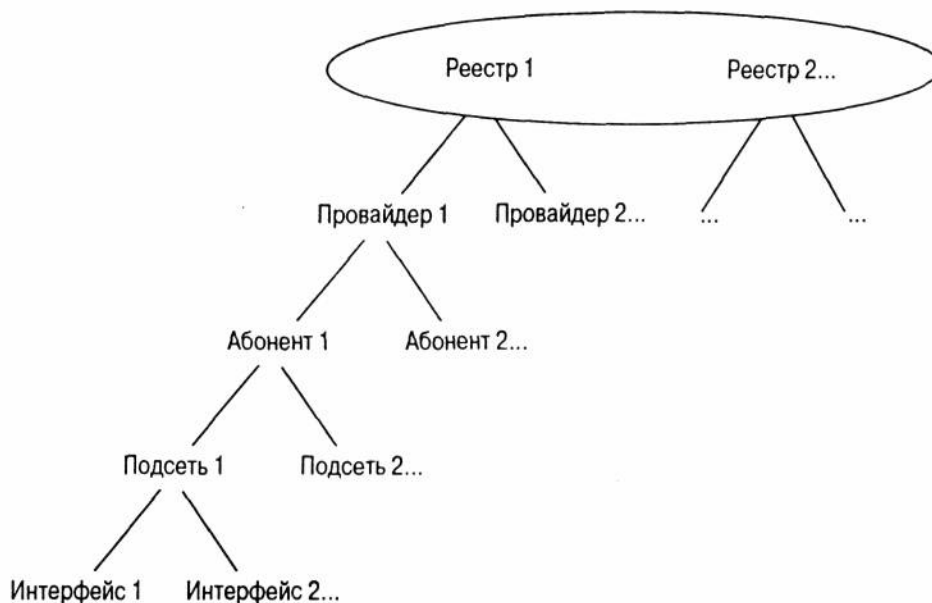 Реестр 1 Реестр 2...
Провайдер 1 Провайдер 2... ... ...
Абонент 1 Абонент 2...
Подсеть 1 Подсеть 2...
Интерфейс 1 Интерфейс 2...